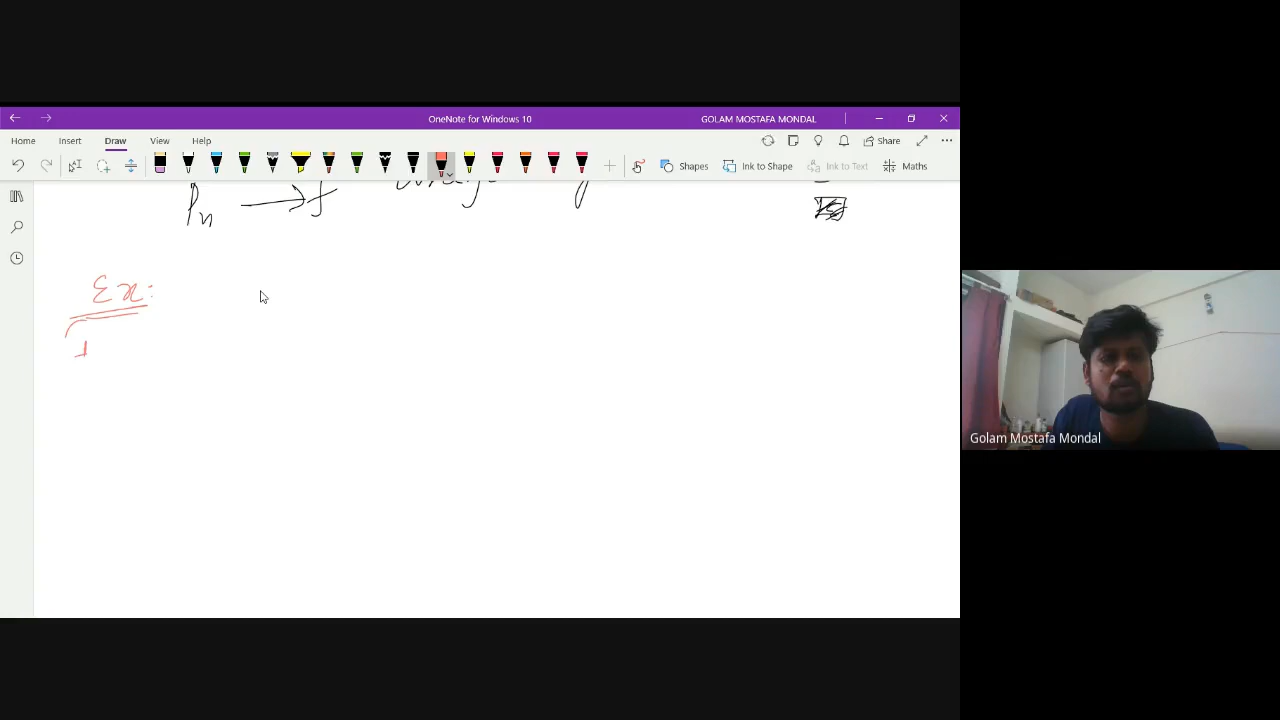 OneNote for Windows 10
GOLAM MOSTAFA MONDAL
Home Insert Draw View Help
Share
Shapes Ink to Shape Ink to Text Maths
Pn → f
Ex:
Golam Mostafa Mondal